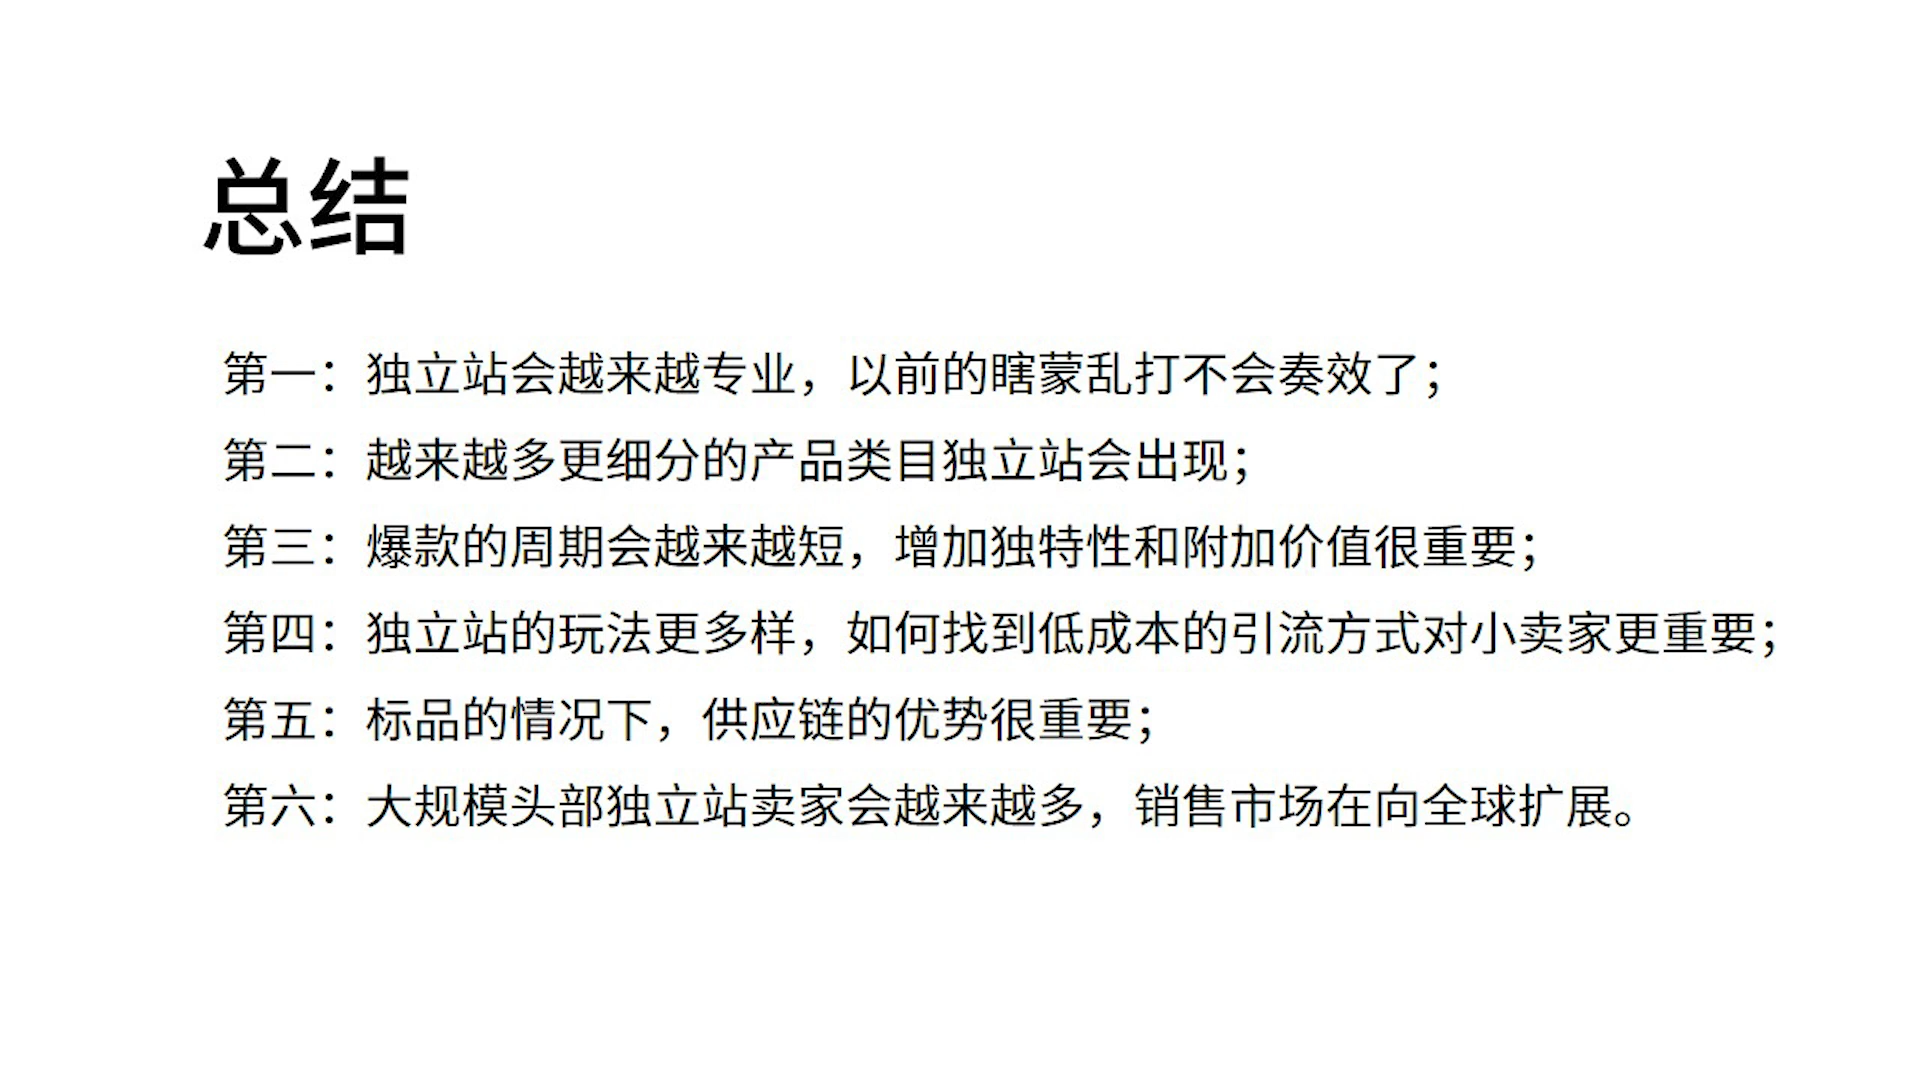 总结
第一：独立站会越来越专业，以前的瞎蒙乱打不会奏效了；
第二：越来越多更细分的产品类目独立站会出现；
第三：爆款的周期会越来越短，增加独特性和附加价值很重要；
第四：独立站的玩法更多样，如何找到低成本的引流方式对小卖家更重要；
第五：标品的情况下，供应链的优势很重要；
第六：大规模头部独立站卖家会越来越多，销售市场在向全球扩展。